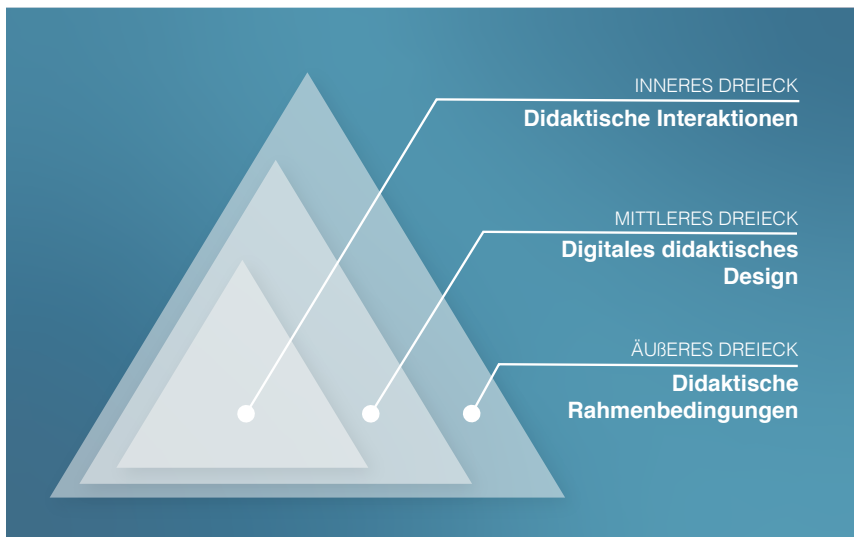 INNERES DREIECK
Didaktische Interaktionen
MITTLERES DREIECK
Digitales didaktisches
Design
ÄUßERES DREIECK
Didaktische
Rahmenbedingungen